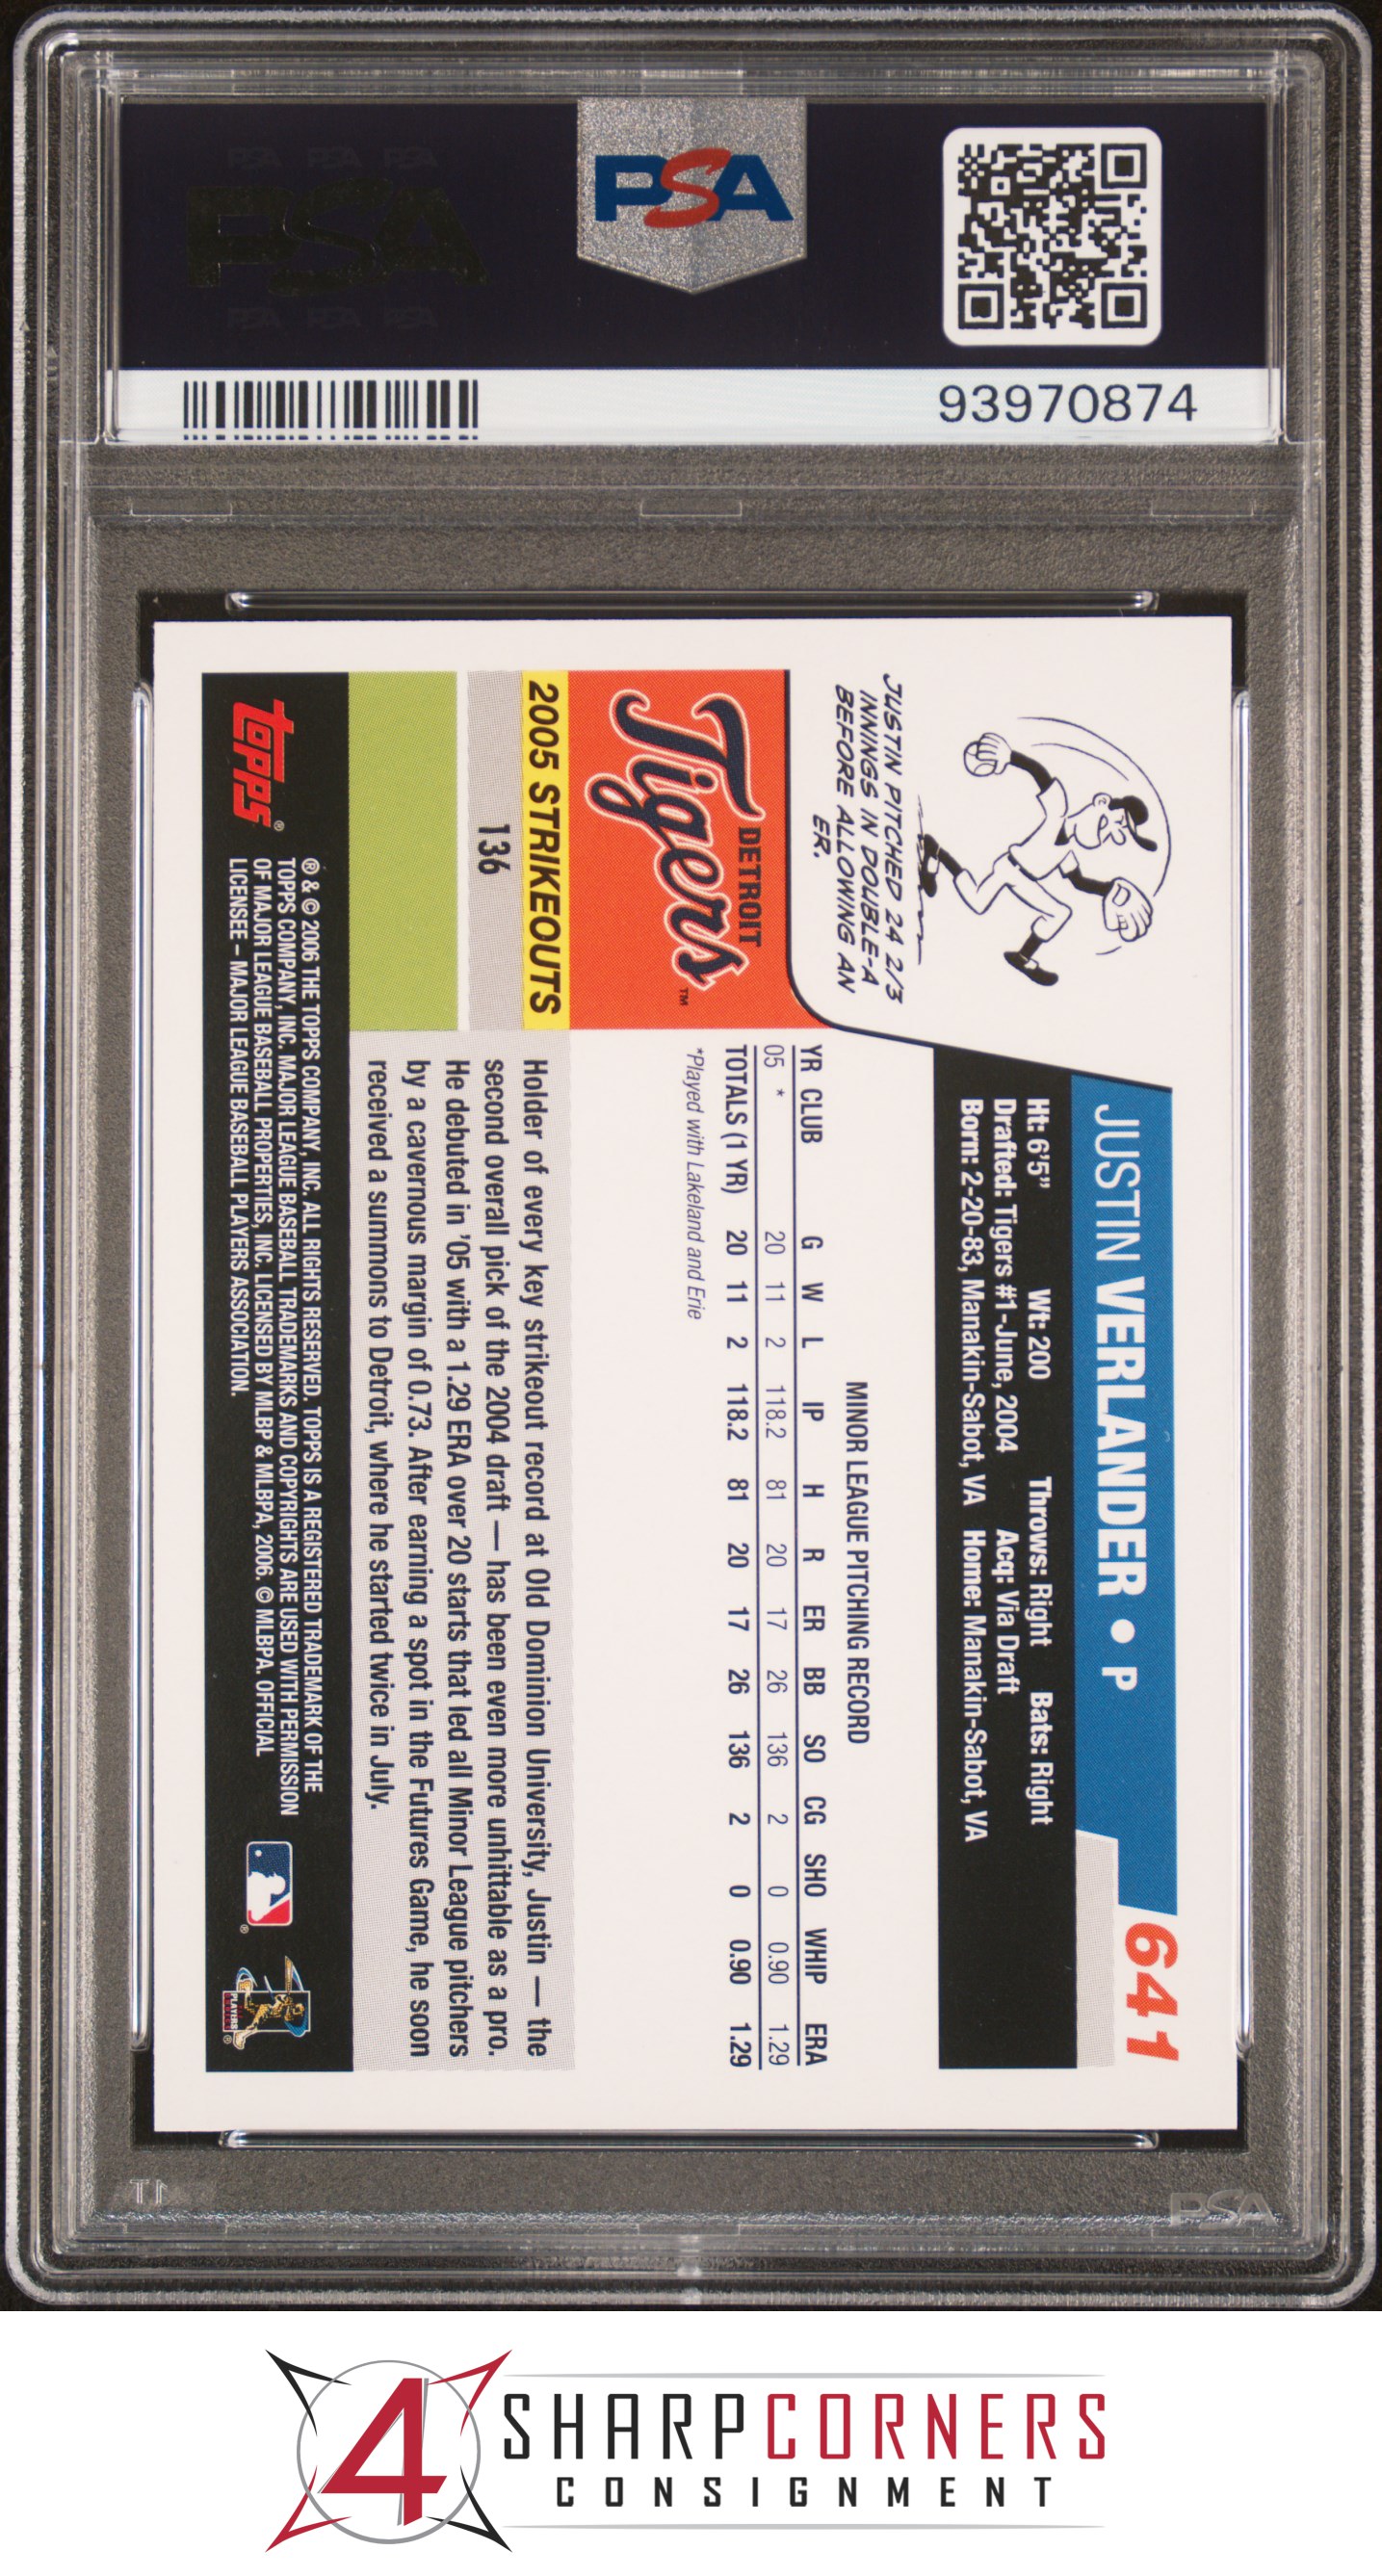 PSA PSA PSA
PSA
PSA PSA PSA
PSA
93970874
641
JUSTIN VERLANDER • P
Ht: 6'5" Wt: 200 Throws: Right Bats: Right
Drafted: Tigers #1-June, 2004 Acq: Via Draft
Born: 2-20-83, Manakin-Sabot, VA Home: Manakin-Sabot, VA
JUSTIN PITCHED 24 2/3
INNINGS IN DOUBLE-A
BEFORE ALLOWING AN
ER.
MINOR LEAGUE PITCHING RECORD
YR CLUB G W L IP H R ER BB SO CG SHO WHIP ERA
05 * 20 11 2 118.2 81 20 17 26 136 2 0 0.90 1.29
TOTALS (1 YR) 20 11 2 118.2 81 20 17 26 136 2 0 0.90 1.29
*Played with Lakeland and Erie
DETROIT
Tigers™
2005 STRIKEOUTS
136
Holder of every key strikeout record at Old Dominion University, Justin — the
second overall pick of the 2004 draft — has been even more unhittable as a pro.
He debuted in '05 with a 1.29 ERA over 20 starts that led all Minor League pitchers
by a cavernous margin of 0.73. After earning a spot in the Futures Game, he soon
received a summons to Detroit, where he started twice in July.
topps®
® & © 2006 THE TOPPS COMPANY, INC. ALL RIGHTS RESERVED. TOPPS IS A REGISTERED TRADEMARK OF THE
TOPPS COMPANY, INC. MAJOR LEAGUE BASEBALL TRADEMARKS AND COPYRIGHTS ARE USED WITH PERMISSION
OF MAJOR LEAGUE BASEBALL PROPERTIES, INC. LICENSED BY MLBP & MLBPA, 2006. © MLBPA. OFFICIAL
LICENSEE – MAJOR LEAGUE BASEBALL PLAYERS ASSOCIATION.
PLAYERS
PSA
4 SHARPCORNERS
CONSIGNMENT